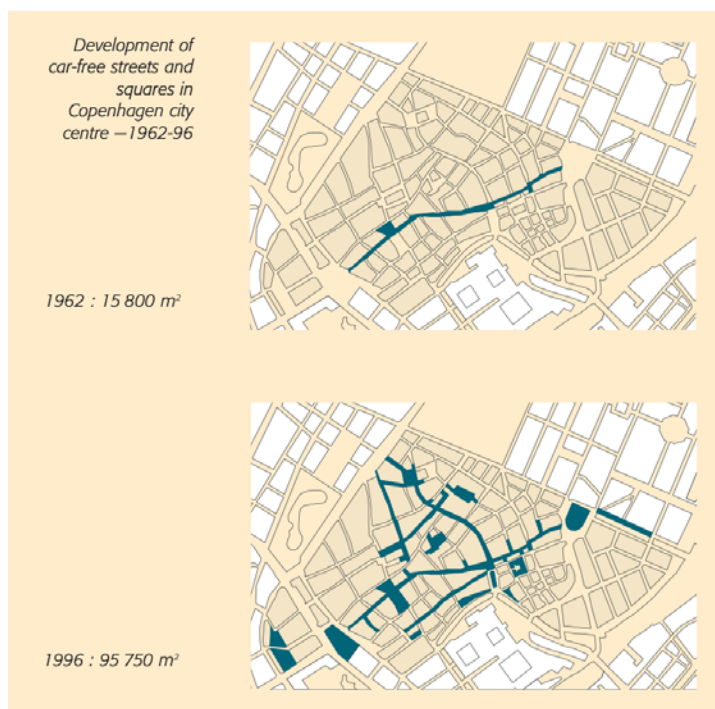 Development of
car-free streets and
squares in
Copenhagen city
centre – 1962-96
1962 : 15 800 m²
1996 : 95 750 m²